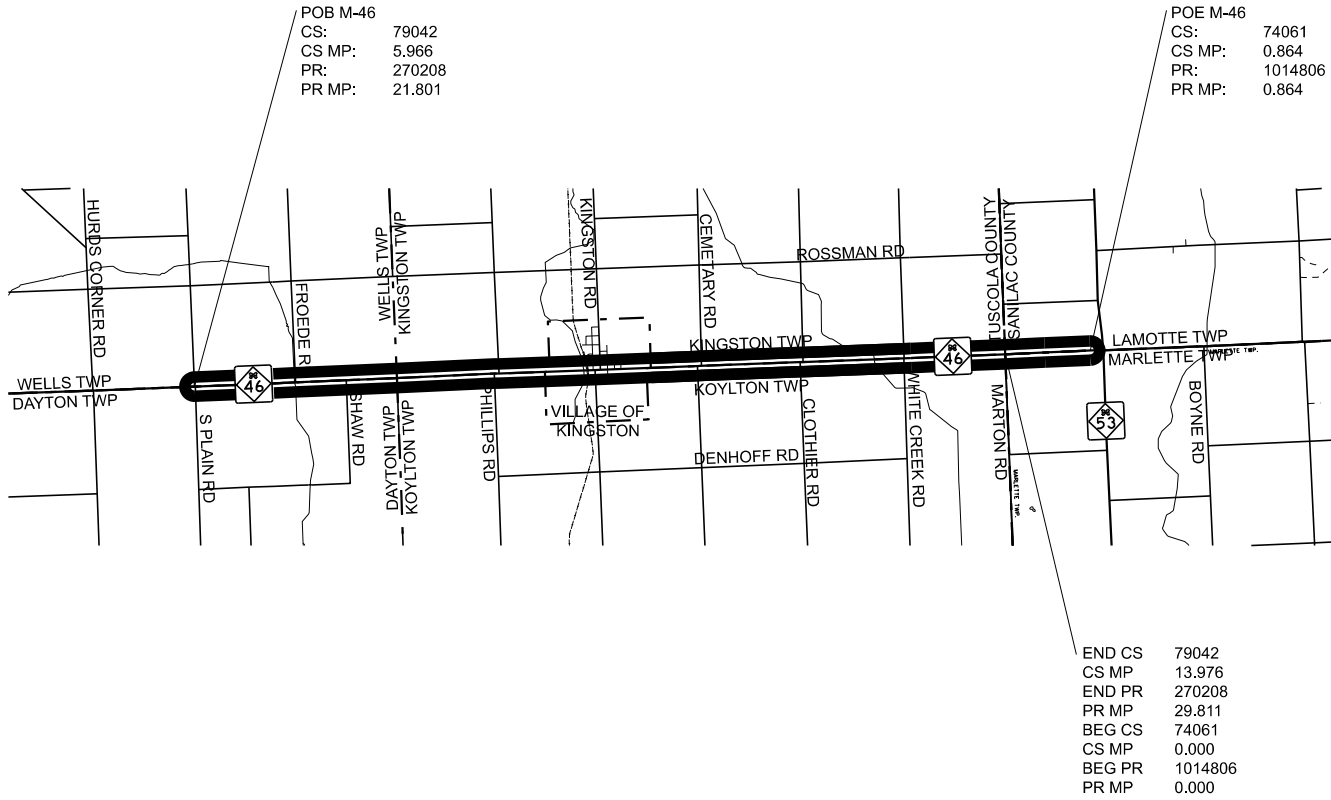 POB M-46
CS: 79042
CS MP: 5.966
PR: 270208
PR MP: 21.801
POE M-46
CS: 74061
CS MP: 0.864
PR: 1014806
PR MP: 0.864
HURDS CORNER RD
FROEDE R
WELLS TWP
KINGSTON TWP
KINGSTON RD
CEMETARY RD
ROSSMAN RD
TUSCOLA COUNTY
SANILAC COUNTY
WELLS TWP
DAYTON TWP
46
KINGSTON TWP
KOYLTON TWP
46
LAMOTTE TWP
MARLETTE TWP
MARLETTE TWP.
S PLAIN RD
SHAW RD
DAYTON TWP
KOYLTON TWP
PHILLIPS RD
VILLAGE OF
KINGSTON
DENHOFF RD
CLOTHIER RD
WHITE CREEK RD
MARTON RD
MARLETTE TWP.
53
BOYNE RD
END CS 79042
CS MP 13.976
END PR 270208
PR MP 29.811
BEG CS 74061
CS MP 0.000
BEG PR 1014806
PR MP 0.000